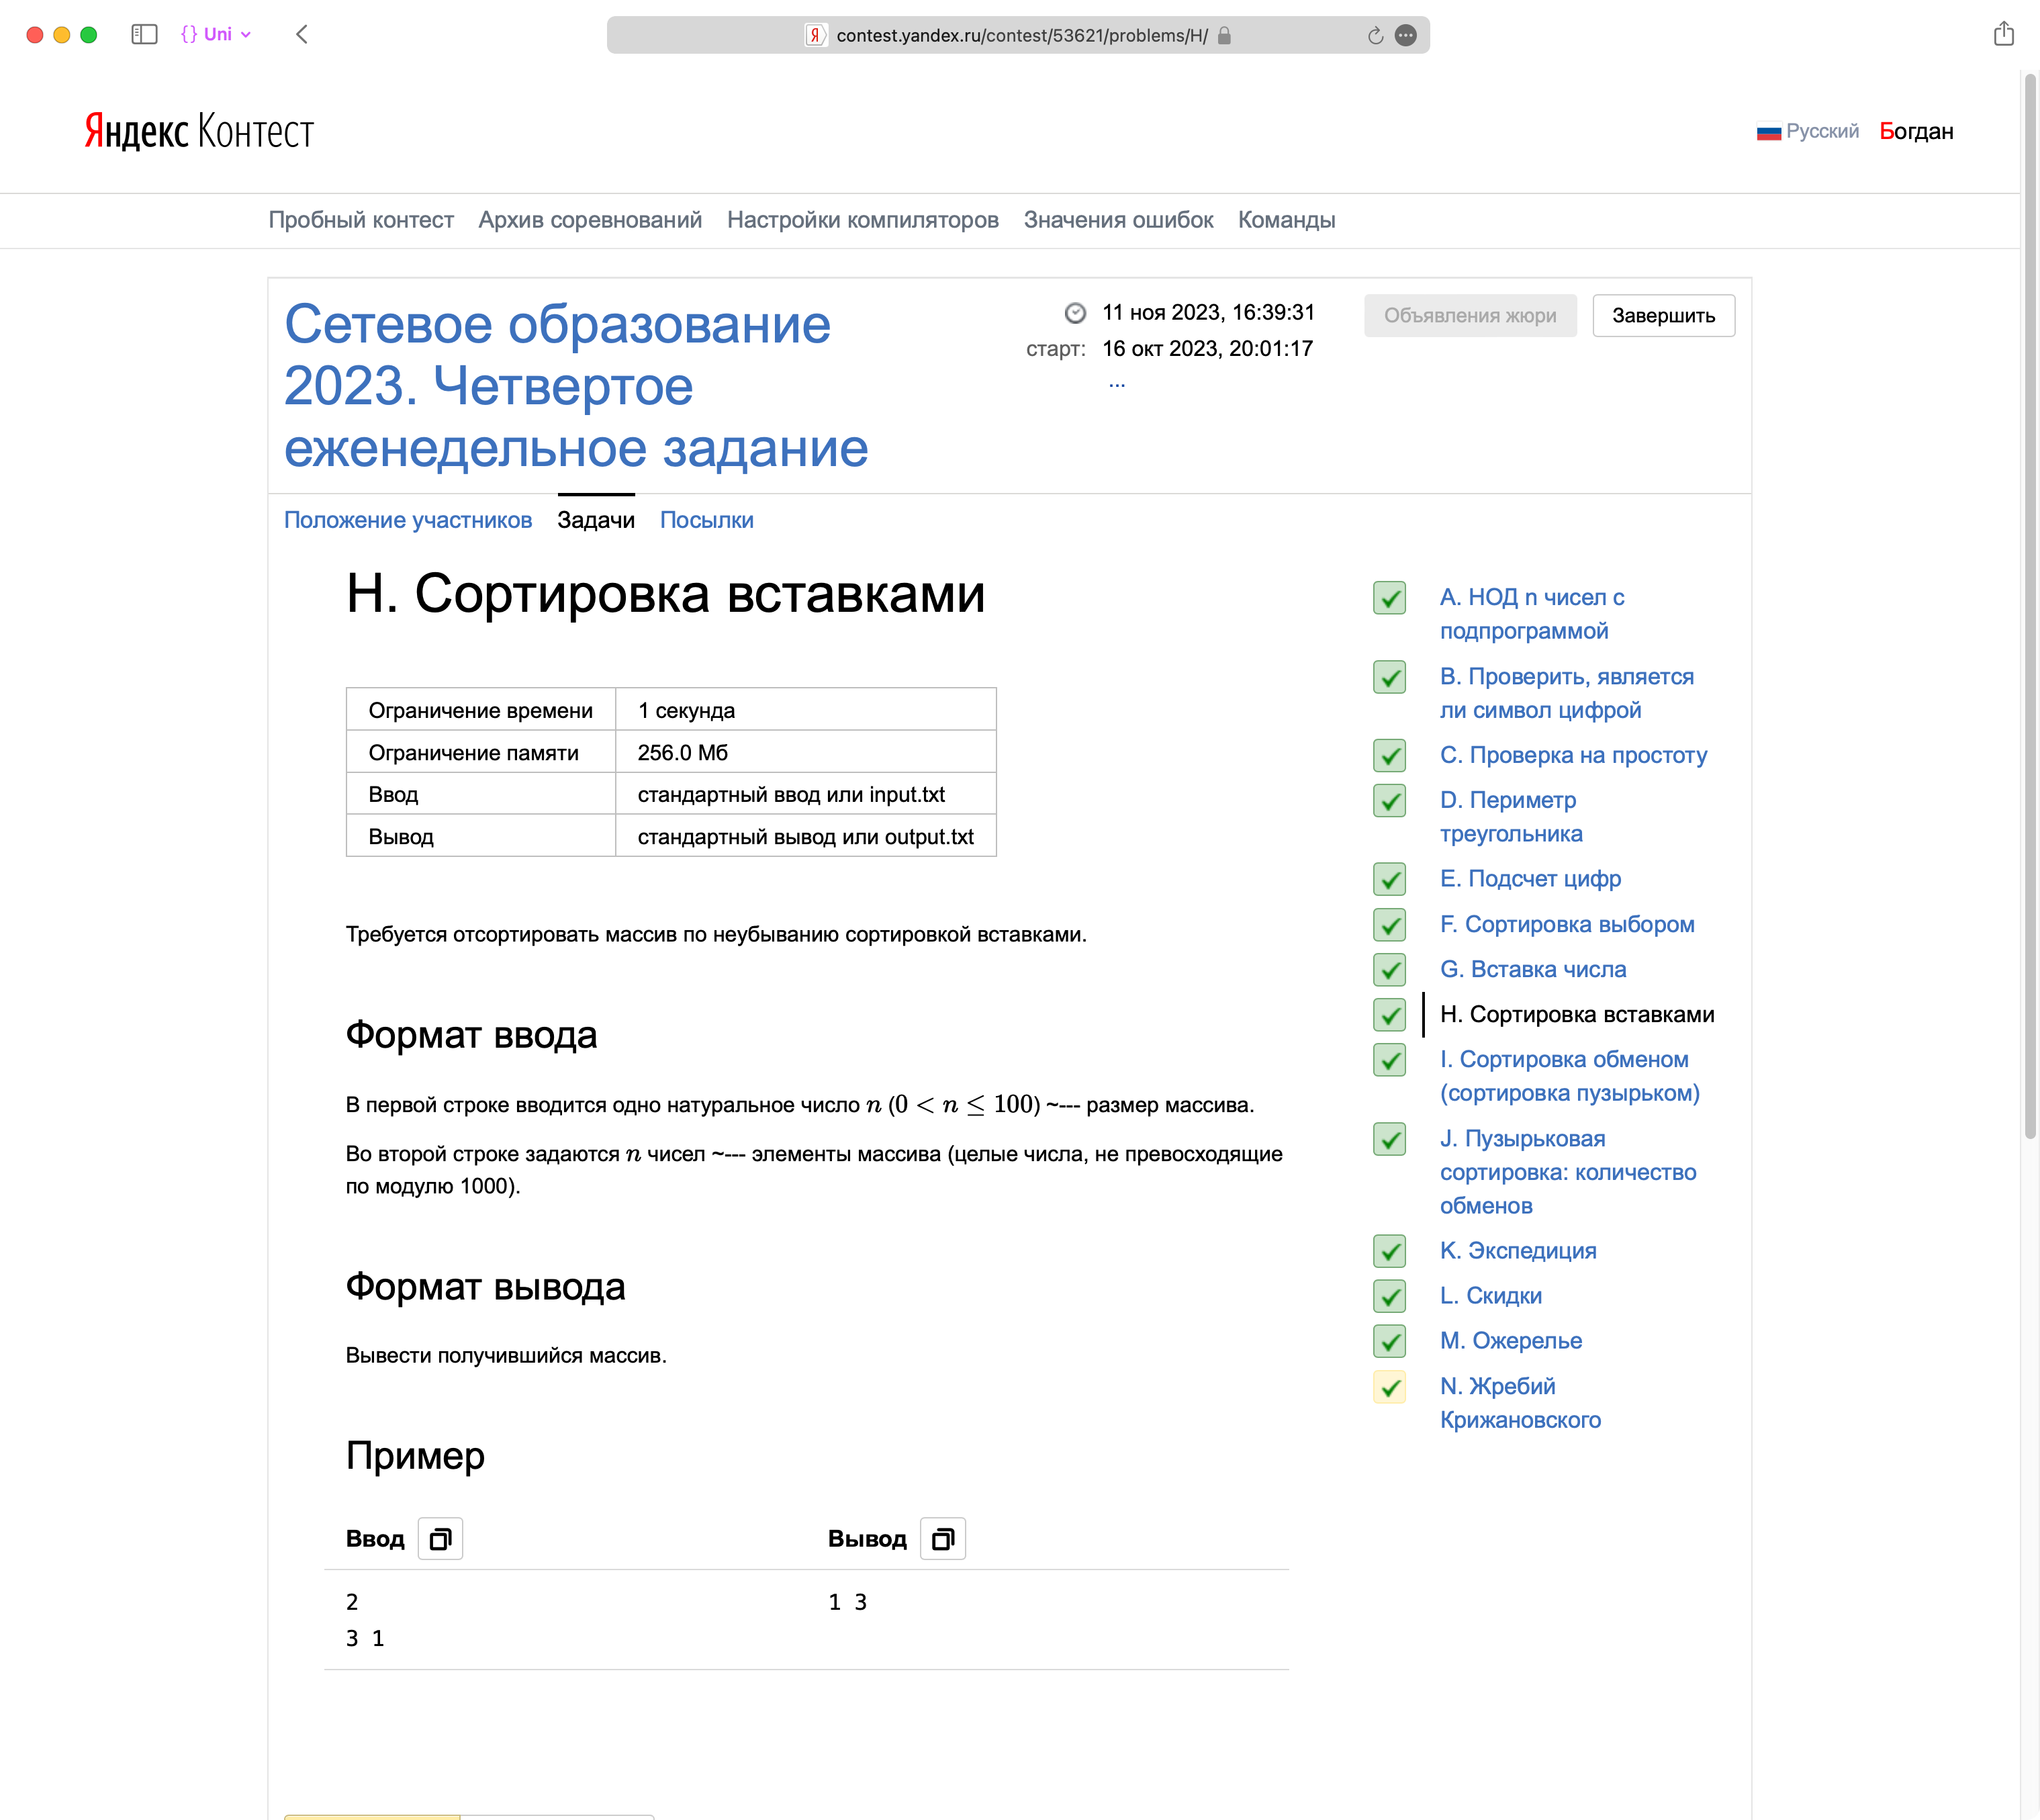 {} Uni
contest.yandex.ru/contest/53621/problems/H/
Яндекс Контест
Русский Богдан
Пробный контест Архив соревнований Настройки компиляторов Значения ошибок Команды
Сетевое образование
2023. Четвертое
еженедельное задание
11 ноя 2023, 16:39:31
старт: 16 окт 2023, 20:01:17
...
Объявления жюри Завершить
Положение участников Задачи Посылки
H. Сортировка вставками
Ограничение времени 1 секунда
Ограничение памяти 256.0 Мб
Ввод стандартный ввод или input.txt
Вывод стандартный вывод или output.txt
Требуется отсортировать массив по неубыванию сортировкой вставками.
Формат ввода
В первой строке вводится одно натуральное число n (0 < n ≤ 100) ~--- размер массива.
Во второй строке задаются n чисел ~--- элементы массива (целые числа, не превосходящие
по модулю 1000).
Формат вывода
Вывести получившийся массив.
Пример
Ввод Вывод
2 1 3
3 1
A. НОД n чисел с
подпрограммой
B. Проверить, является
ли символ цифрой
C. Проверка на простоту
D. Периметр
треугольника
E. Подсчет цифр
F. Сортировка выбором
G. Вставка числа
H. Сортировка вставками
I. Сортировка обменом
(сортировка пузырьком)
J. Пузырьковая
сортировка: количество
обменов
K. Экспедиция
L. Скидки
M. Ожерелье
N. Жребий
Крижановского